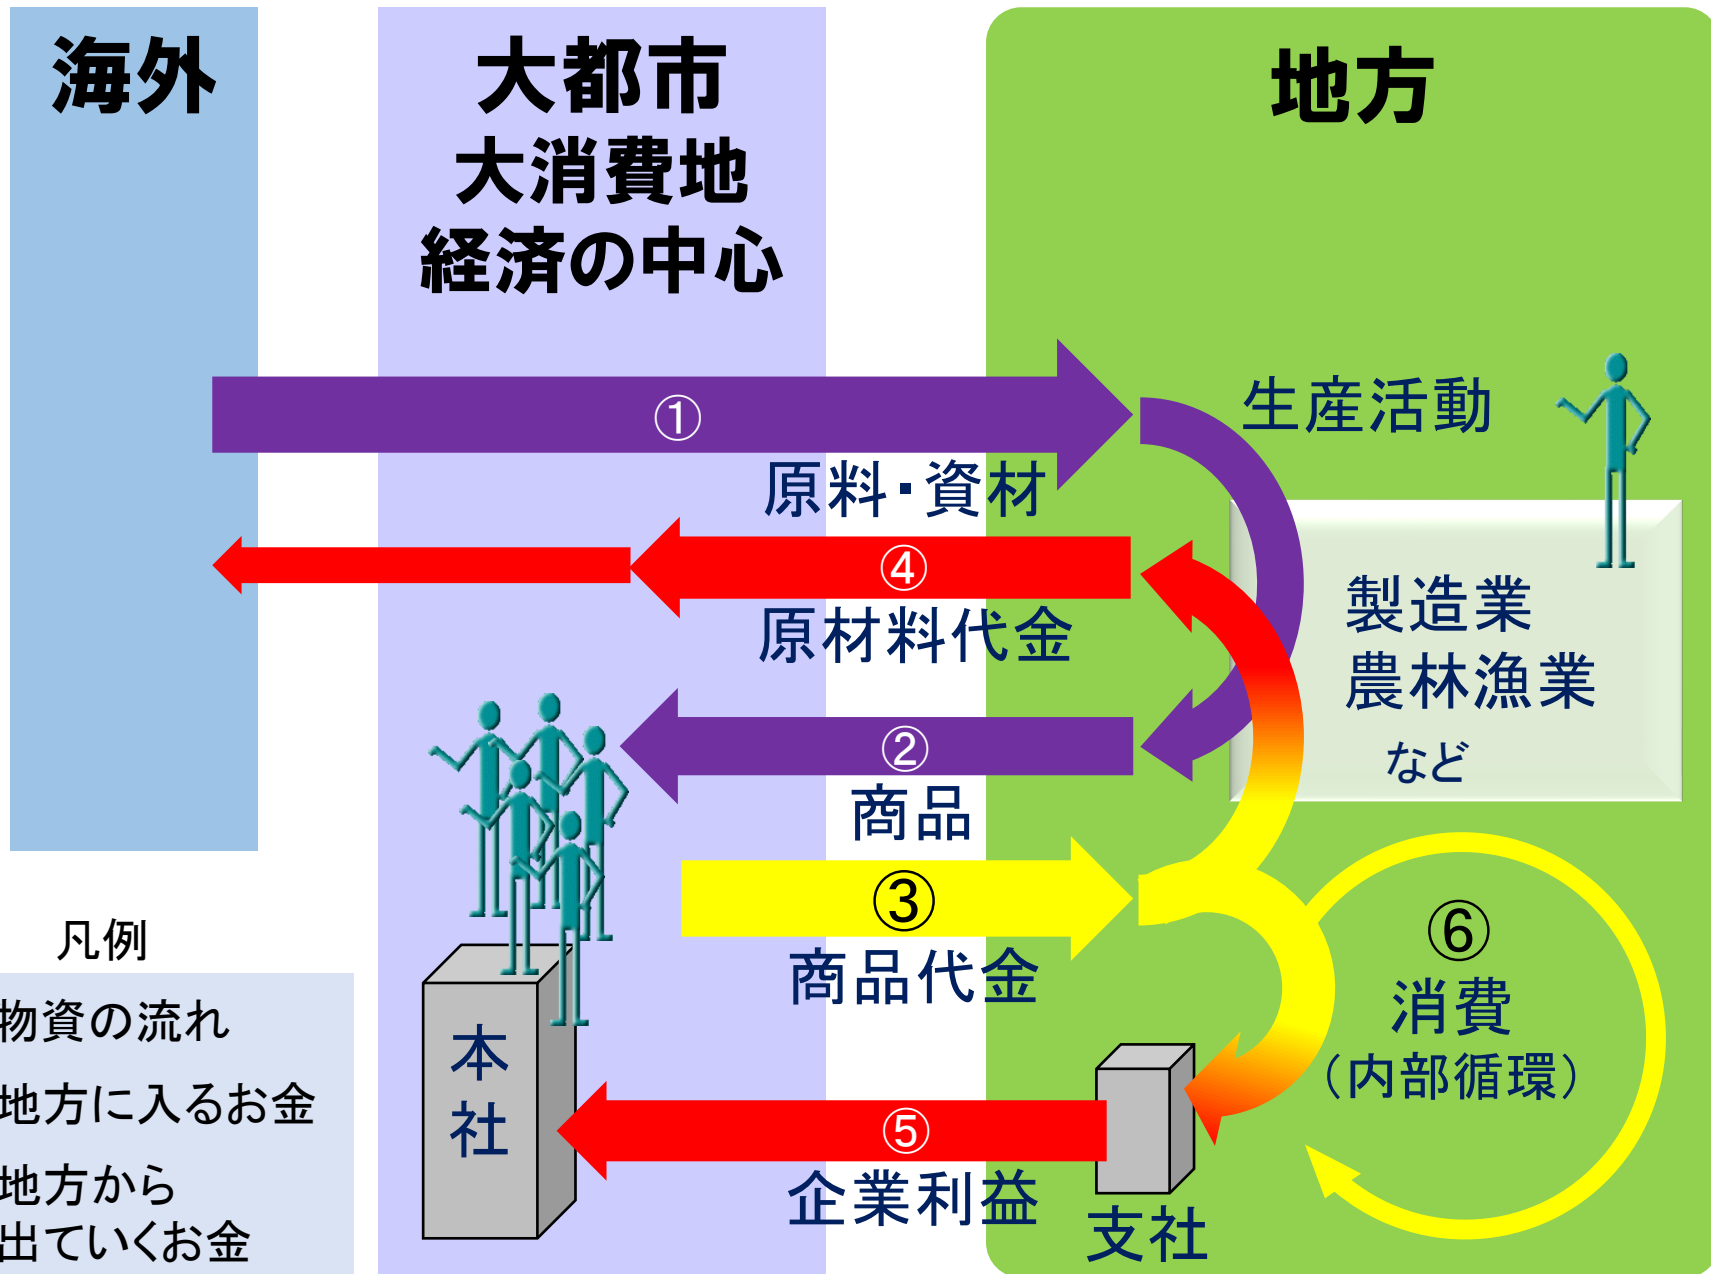 海外
大都市
大消費地
経済の中心
地方
①
原料・資材
生産活動
④
原材料代金
製造業
農林漁業
など
②
商品
③
商品代金
⑥
消費
（内部循環）
本
社
⑤
企業利益
支社
凡例
物資の流れ
地方に入るお金
地方から
出ていくお金